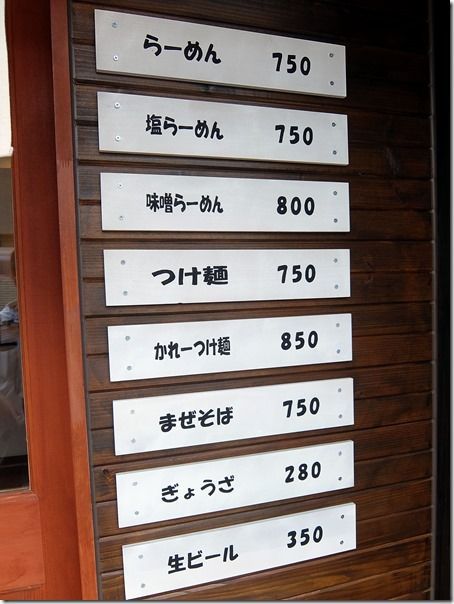 らーめん 750
塩らーめん 750
味噌らーめん 800
つけ麺 750
かれーつけ麺 850
まぜそば 750
ぎょうざ 280
生ビール 350